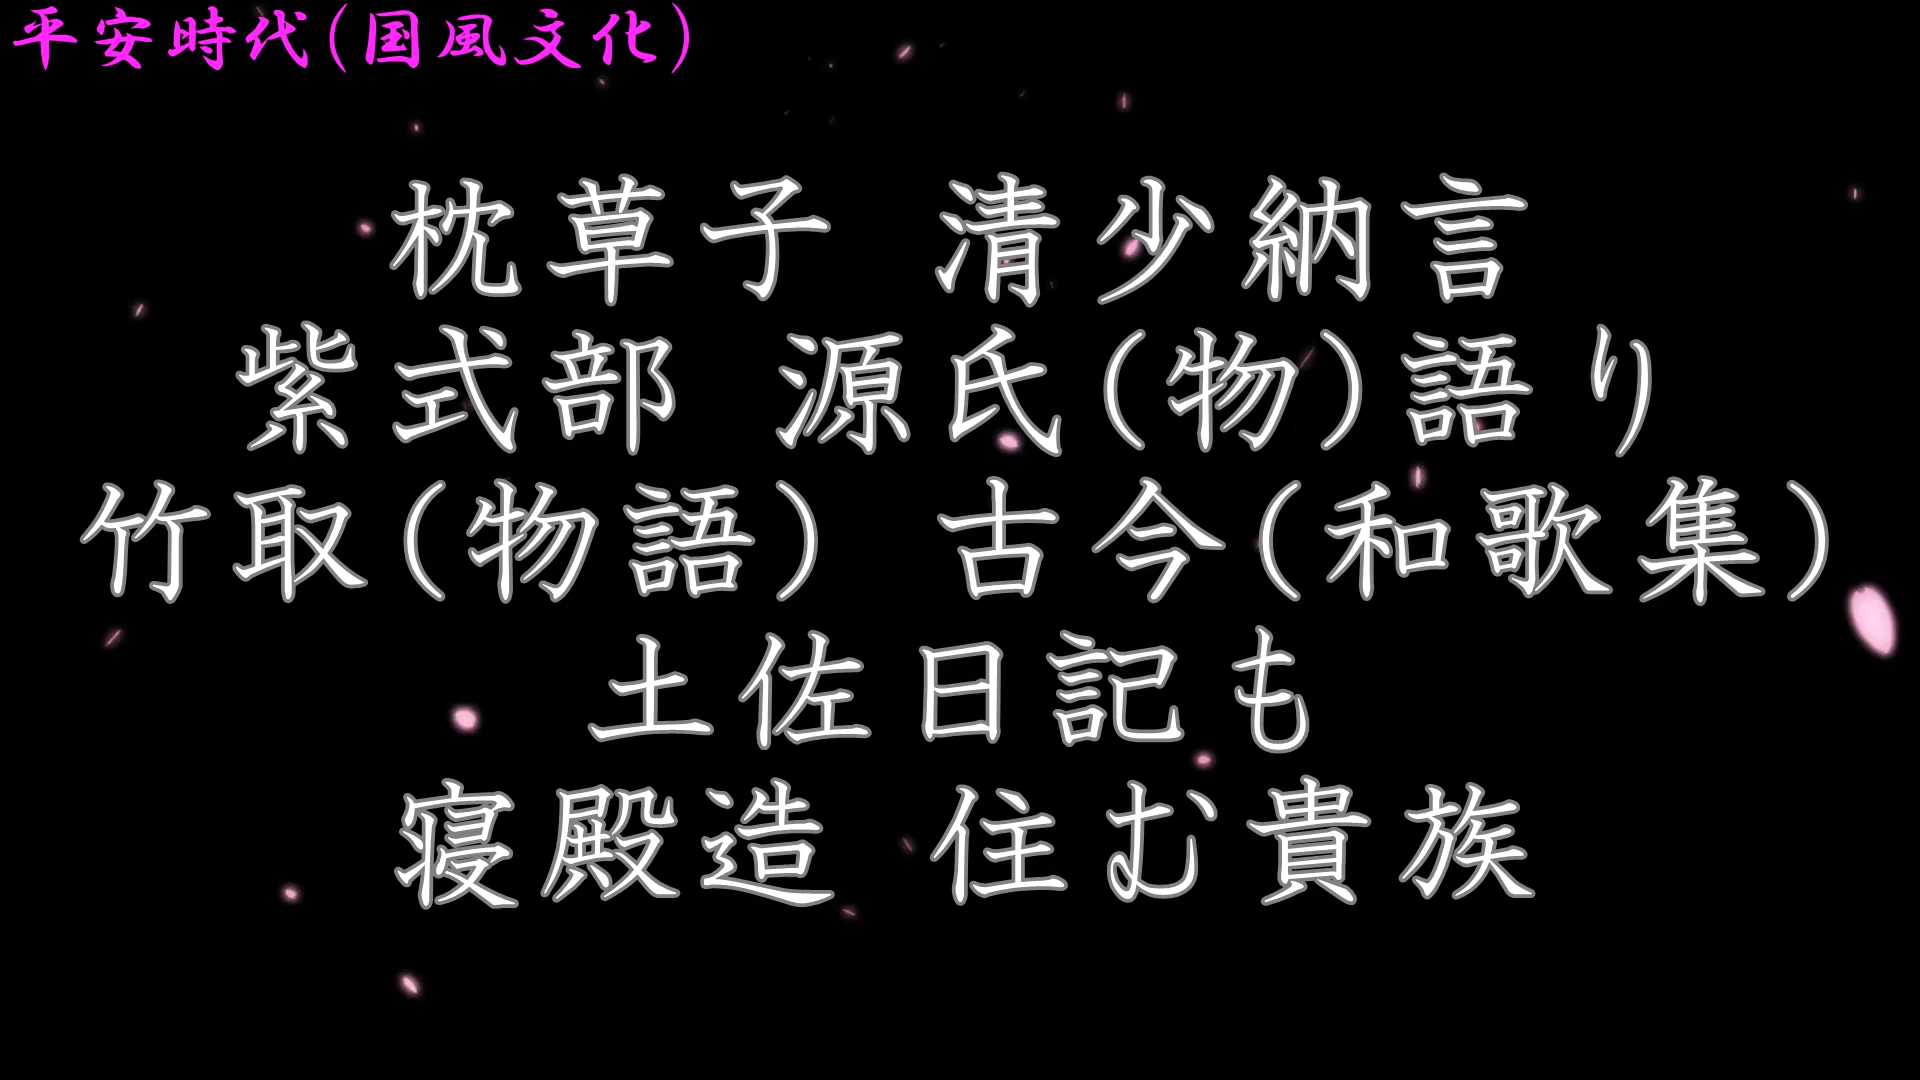 平安時代(国風文化)
枕草子 清少納言
紫式部 源氏(物)語り
竹取(物語) 古今(和歌集)
土佐日記も
寝殿造 住む貴族